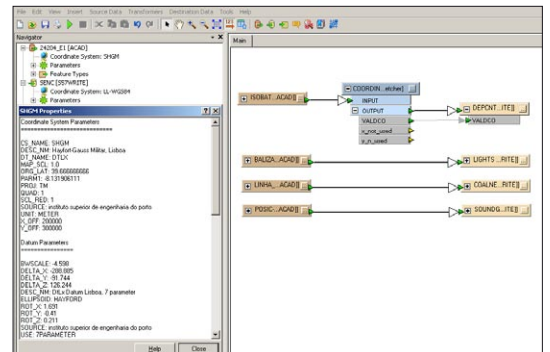 File Edit View Insert Source Data Transformers Destination Data Tools Help
Navigator
24204_E1 [ACAD]
Coordinate System: SHGM
Parameters
Feature Types
SENC [S57WRITE]
Coordinate System: LL-WGS84
Parameters
SHGM Properties
Coordinate System Parameters
============================
CS_NAME: SHGM
DESC_NM: Hayford-Gauss Militar, Lisboa
DT_NAME: DTLX
MAP_SCL: 1.0
ORG_LAT: 39.666666666
PARM1: -8.131906111
PROJ: TM
QUAD: 1
SCL_RED: 1
SOURCE: instituto superior de engenharia do porto
UNIT: METER
X_OFF: 200000
Y_OFF: 300000
Datum Parameters
================
BWSCALE: -4.598
DELTA_X: -288.885
DELTA_Y: -91.744
DELTA_Z: 126.244
DESC_NM: DtLx Datum Lisboa, 7 parameter
ELLIPSOID: HAYFORD
ROT_X: 1.691
ROT_Y: -0.41
ROT_Z: 0.211
SOURCE: instituto superior de engenharia do porto
USE: 7PARAMETER
Help Close
Main
ISOBAT...ACAD]]
COORDIN...etcher]
INPUT
OUTPUT
VALDCO
x_not_used
y_n_used
DEPCNT...ITE]]
VALDCO
BALIZA...ACAD]]
LIGHTS ...RITE]]
LINHA_...ACAD]]
COALNE...RITE]]
POSIC-...ACAD]]
SOUNDG...ITE]]